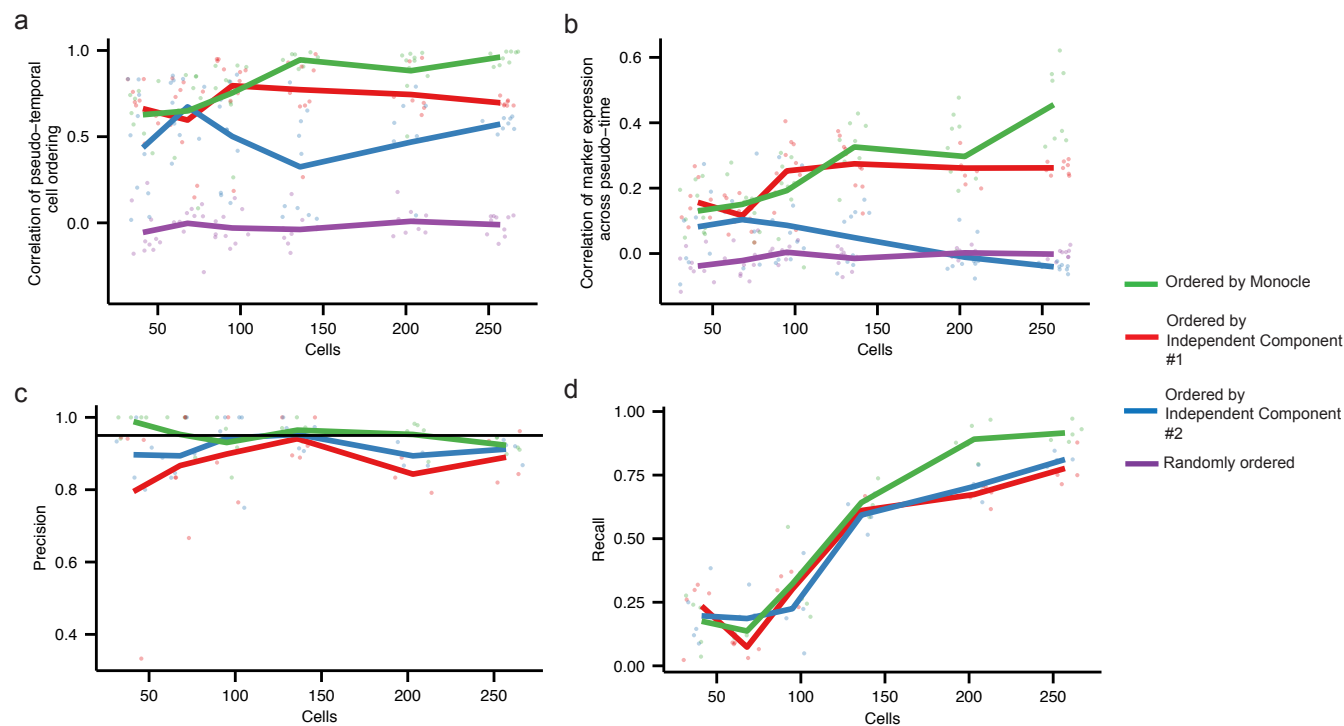 a
Correlation of pseudo-temporal
cell ordering
1.0
0.5
0.0
50
100
150
200
250
Cells
b
Correlation of marker expression
across pseudo-time
0.6
0.4
0.2
0.0
50
100
150
200
250
Cells
Ordered by Monocle
Ordered by
Independent Component
#1
Ordered by
Independent Component
#2
Randomly ordered
c
Precision
1.0
0.8
0.6
0.4
50
100
150
200
250
Cells
d
Recall
1.00
0.75
0.50
0.25
0.00
50
100
150
200
250
Cells